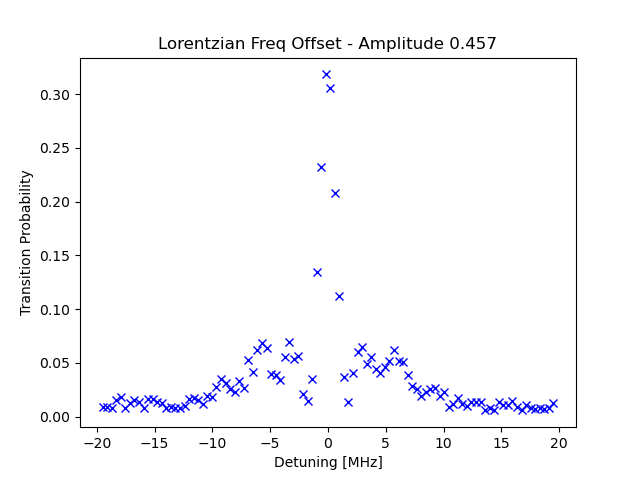 Lorentzian Freq Offset - Amplitude 0.457
Transition Probability
0.30
0.25
0.20
0.15
0.10
0.05
0.00
−20 −15 −10 −5 0 5 10 15 20
Detuning [MHz]